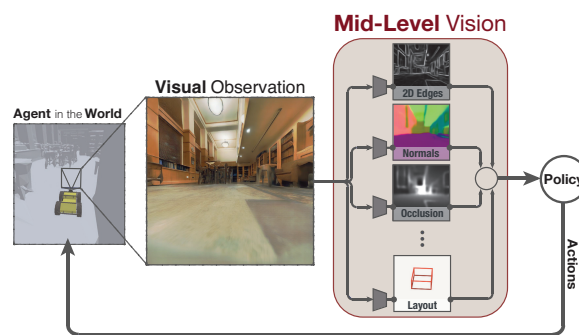 Mid-Level Vision
Visual Observation
Agent in the World
2D Edges
Normals
Occlusion
Layout
Policy
Actions